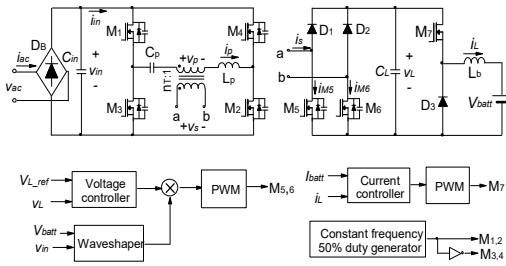 iin
M1
M4
is
D1
D2
M7
DB
Cin
iac
+
vin
-
vac
Cp
+vp-
ip
Lp
nT:1
a
b
+vs-
M3
M2
a
b
iM5
iM6
M5
M6
CL
+
vL
-
iL
Lb
D3
Vbatt
VL_ref
vL
Voltage
controller
PWM
M5,6
Vbatt
vin
Waveshaper
Ibatt
iL
Current
controller
PWM
M7
Constant frequency
50% duty generator
M1,2
M3,4